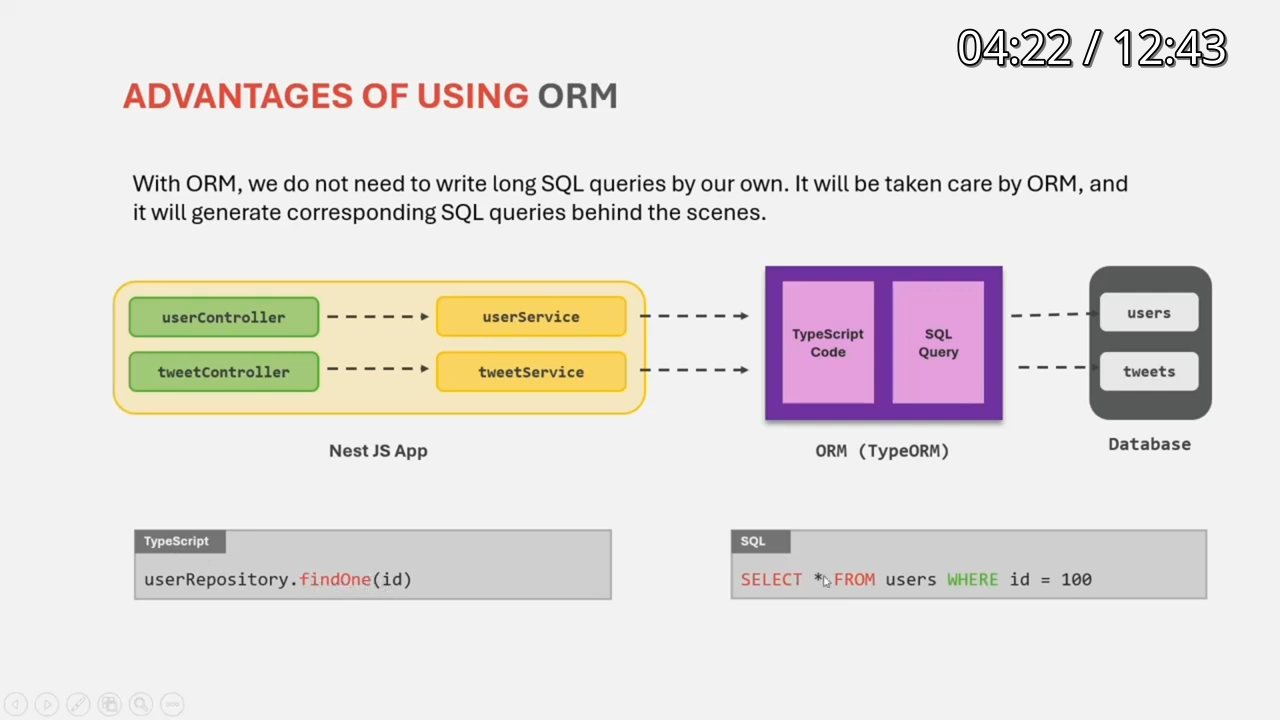 04:22 / 12:43
ADVANTAGES OF USING ORM
With ORM, we do not need to write long SQL queries by our own. It will be taken care by ORM, and
it will generate corresponding SQL queries behind the scenes.
userController
userService
tweetController
tweetService
Nest JS App
TypeScript
Code
SQL
Query
ORM (TypeORM)
users
tweets
Database
TypeScript
userRepository.findOne(id)
SQL
SELECT * FROM users WHERE id = 100